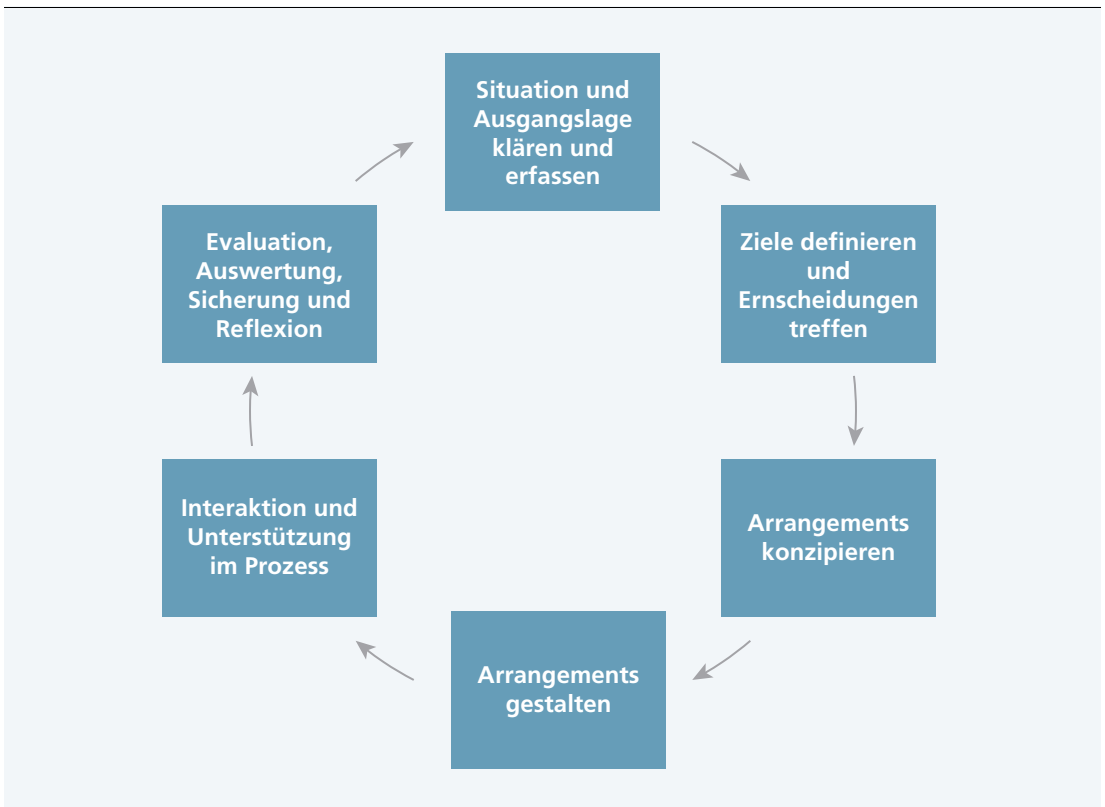 Situation und
Ausgangslage
klären und
erfassen
Ziele definieren
und
Ernscheidungen
treffen
Arrangements
konzipieren
Arrangements
gestalten
Interaktion und
Unterstützung
im Prozess
Evaluation,
Auswertung,
Sicherung und
Reflexion